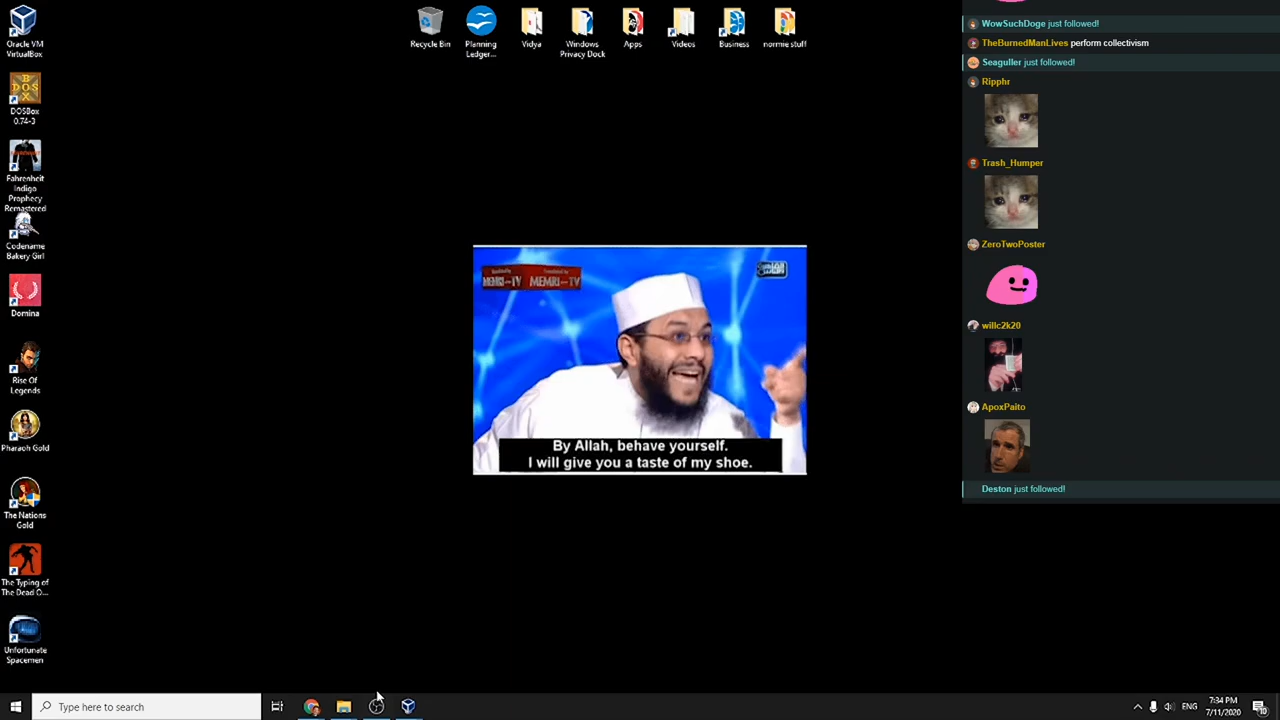 Oracle VM
VirtualBox
DOSBox
0.74-3
Fahrenheit
Indigo
Prophecy
Remastered
Codename
Bakery Girl
Domina
Rise Of
Legends
Pharaoh Gold
The Nations
Gold
The Typing of
The Dead O...
Unfortunate
Spacemen
Recycle Bin
Planning
Ledger...
Vidya
Windows
Privacy Dock
Apps
Videos
Business
normie stuff
MEMRI-TV MEMRI-TV
By Allah, behave yourself.
I will give you a taste of my shoe.
WowSuchDoge just followed!
TheBurnedManLives perform collectivism
Seaguller just followed!
Ripphr
Trash_Humper
ZeroTwoPoster
willc2k20
ApoxPaito
Deston just followed!
Type here to search
ENG
7:34 PM
7/11/2020
10